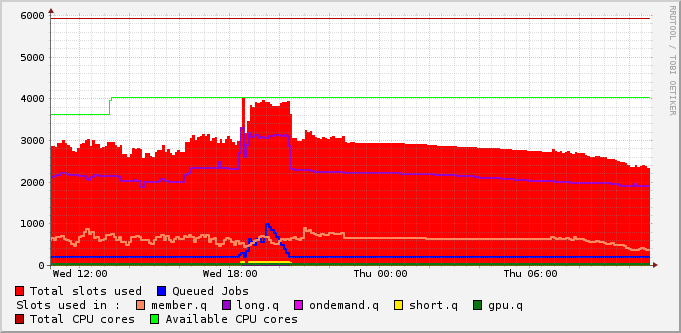 6000
5000
4000
3000
2000
1000
0
Wed 12:00 Wed 18:00 Thu 00:00 Thu 06:00
RRDTOOL / TOBI OETIKER
Total slots used Queued Jobs
Slots used in : member.q long.q ondemand.q short.q gpu.q
Total CPU cores Available CPU cores